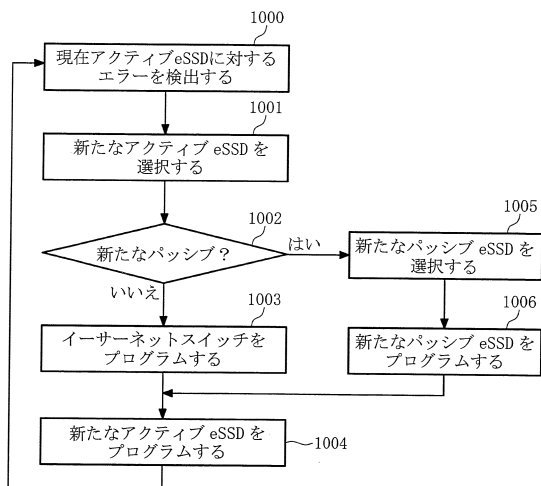 1000
現在アクティブeSSDに対する
エラーを検出する
1001
新たなアクティブ eSSD を
選択する
1002
新たなパッシブ？
はい
いいえ
1005
新たなパッシブ eSSD を
選択する
1003
イーサーネットスイッチを
プログラムする
1006
新たなパッシブ eSSD を
プログラムする
新たなアクティブ eSSD を
プログラムする
1004